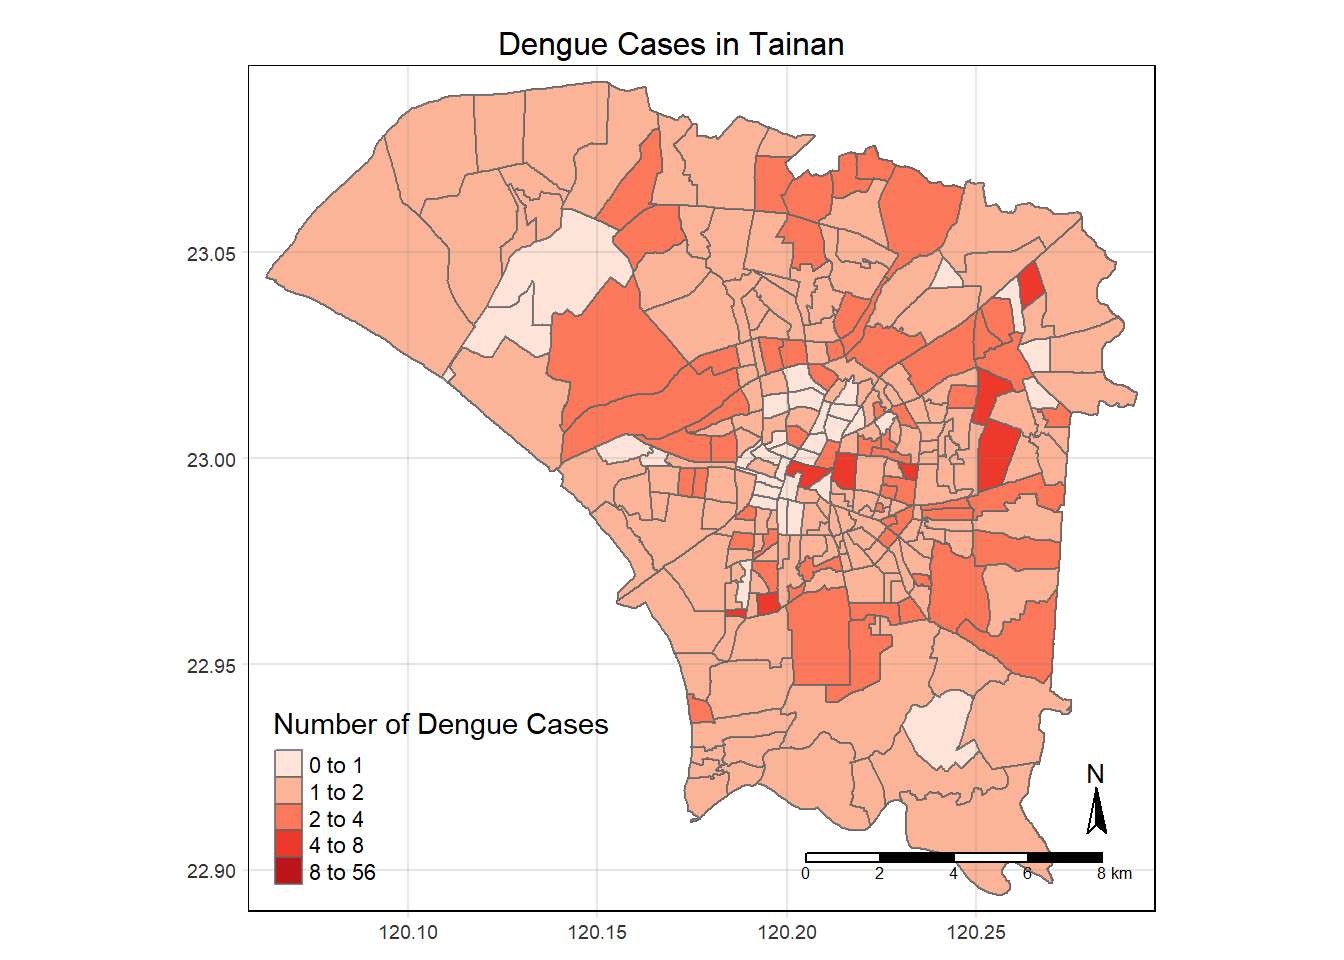 Dengue Cases in Tainan
23.05
23.00
22.95
22.90
Number of Dengue Cases
0 to 1
1 to 2
2 to 4
4 to 8
8 to 56
N
0 2 4 6 8 km
120.10 120.15 120.20 120.25